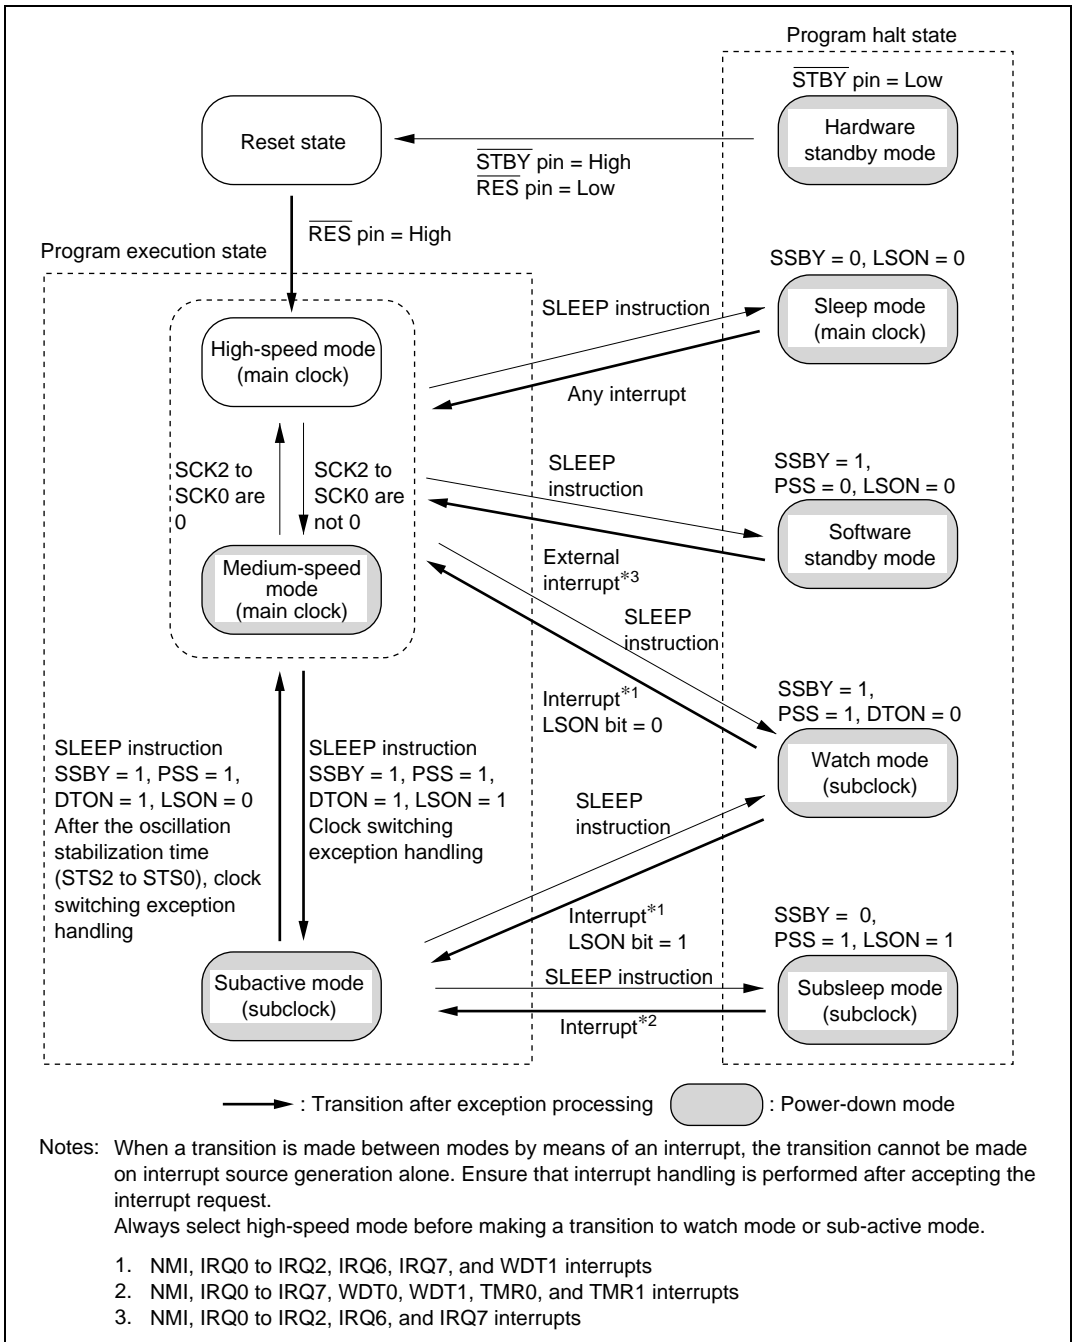 Program halt state
STBY pin = Low
Hardware
standby mode
Reset state
STBY pin = High
RES pin = Low
RES pin = High
Program execution state
SSBY = 0, LSON = 0
Sleep mode
(main clock)
SLEEP instruction
Any interrupt
High-speed mode
(main clock)
SCK2 to
SCK0 are
0
SCK2 to
SCK0 are
not 0
Medium-speed
mode
(main clock)
SLEEP
instruction
External
interrupt*3
SSBY = 1,
PSS = 0, LSON = 0
Software
standby mode
SLEEP
instruction
Interrupt*1
LSON bit = 0
SSBY = 1,
PSS = 1, DTON = 0
Watch mode
(subclock)
SLEEP instruction
SSBY = 1, PSS = 1,
DTON = 1, LSON = 0
After the oscillation
stabilization time
(STS2 to STS0), clock
switching exception
handling
SLEEP instruction
SSBY = 1, PSS = 1,
DTON = 1, LSON = 1
Clock switching
exception handling
SLEEP
instruction
Interrupt*1
LSON bit = 1
SSBY = 0,
PSS = 1, LSON = 1
Subactive mode
(subclock)
SLEEP instruction
Interrupt*2
Subsleep mode
(subclock)
: Transition after exception processing
: Power-down mode
Notes: When a transition is made between modes by means of an interrupt, the transition cannot be made
on interrupt source generation alone. Ensure that interrupt handling is performed after accepting the
interrupt request.
Always select high-speed mode before making a transition to watch mode or sub-active mode.
1. NMI, IRQ0 to IRQ2, IRQ6, IRQ7, and WDT1 interrupts
2. NMI, IRQ0 to IRQ7, WDT0, WDT1, TMR0, and TMR1 interrupts
3. NMI, IRQ0 to IRQ2, IRQ6, and IRQ7 interrupts